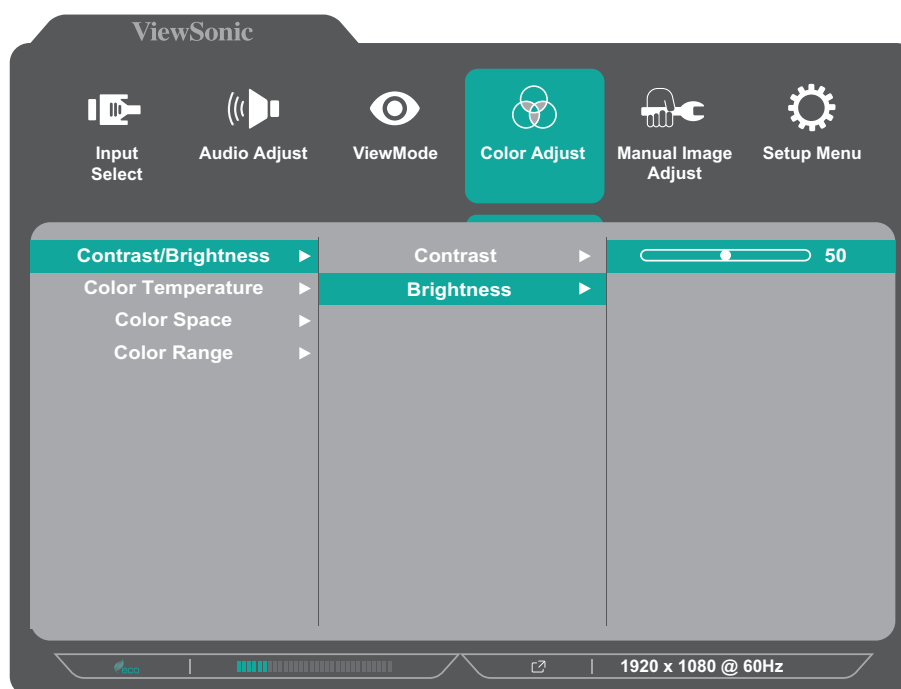 ViewSonic
Input Select
Audio Adjust
ViewMode
Color Adjust
Manual Image Adjust
Setup Menu
Contrast/Brightness
Contrast
50
Color Temperature
Brightness
Color Space
Color Range
eco
1920 x 1080 @ 60Hz